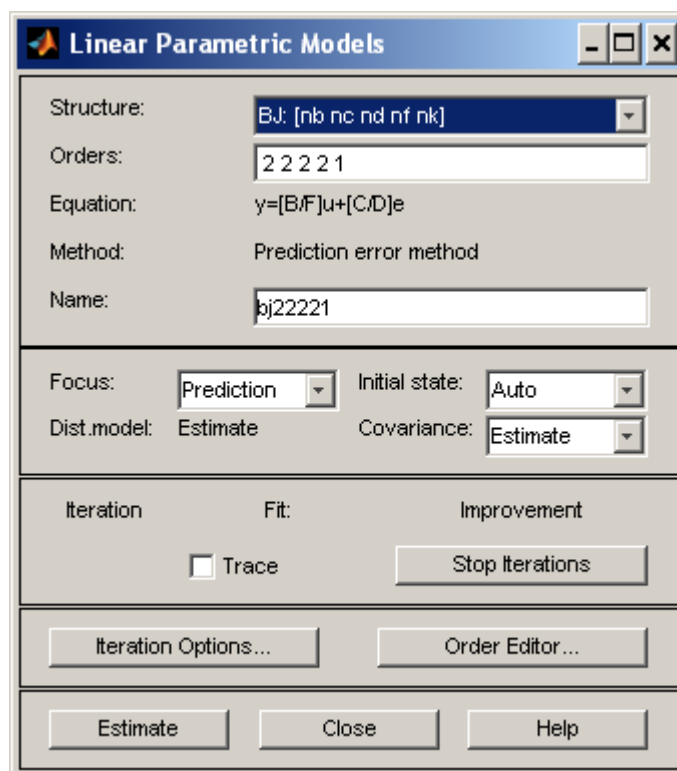 Linear Parametric Models
Structure: BJ: [nb nc nd nf nk]
Orders: 2 2 2 2 1
Equation: y=[B/F]u+[C/D]e
Method: Prediction error method
Name: bj22221
Focus: Prediction Initial state: Auto
Dist.model: Estimate Covariance: Estimate
Iteration Fit: Improvement
Trace Stop Iterations
Iteration Options... Order Editor...
Estimate Close Help